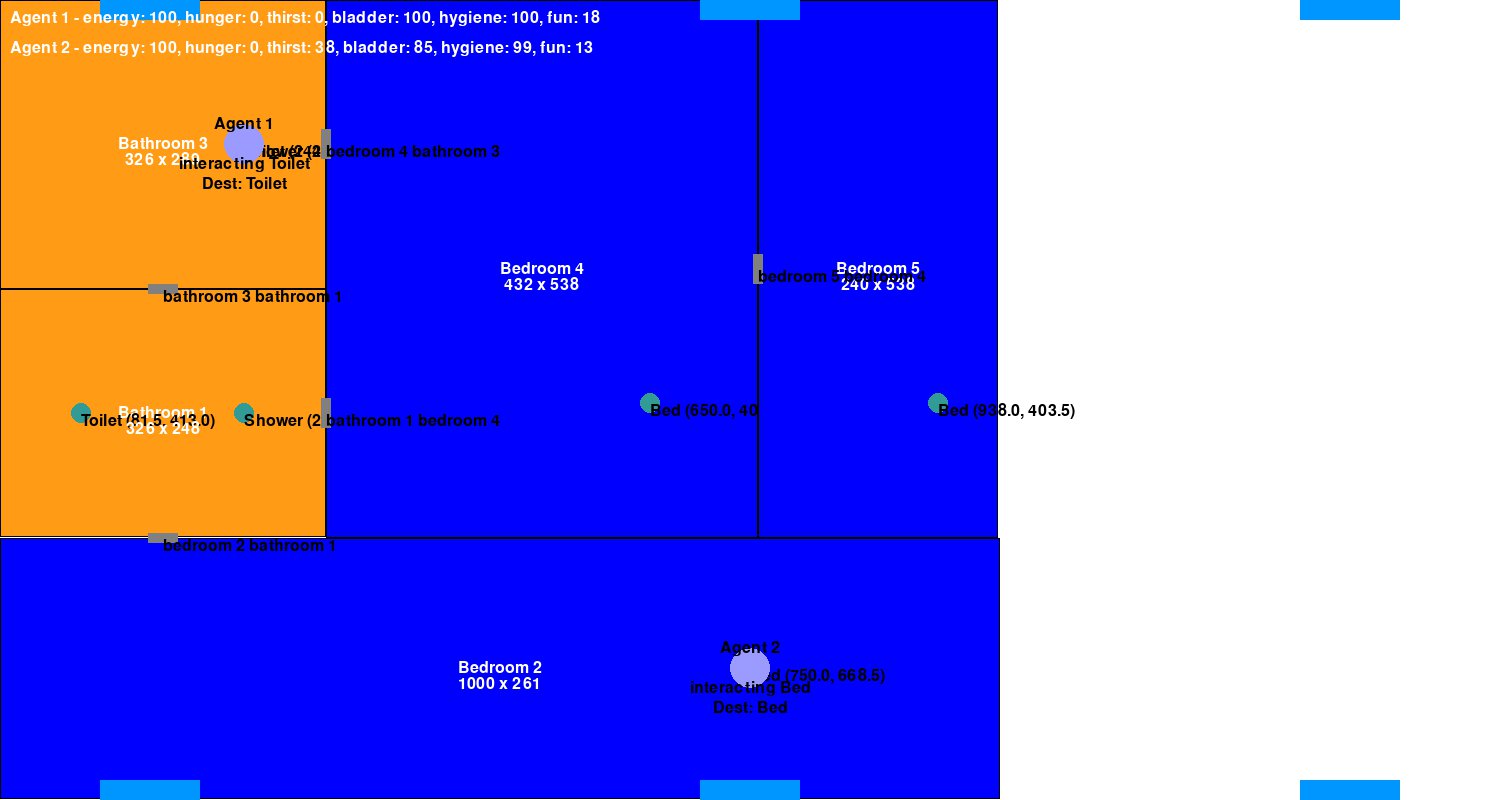 Agent 1 - energy: 100, hunger: 0, thirst: 0, bladder: 100, hygiene: 100, fun: 18
Agent 2 - energy: 100, hunger: 0, thirst: 38, bladder: 85, hygiene: 99, fun: 13
Agent 1
Bathroom 3
326 x 289
bedroom 4 bathroom 3
interacting Toilet
Dest: Toilet
Bedroom 4
432 x 538
Bedroom 5
240 x 538
bedroom 5 bedroom 4
bathroom 3 bathroom 1
Bathroom 1
326 x 248
Toilet (81.5, 413.0)
Shower (2
bathroom 1 bedroom 4
Bed (650.0, 40
Bed (938.0, 403.5)
bedroom 2 bathroom 1
Agent 2
Bedroom 2
1000 x 261
(750.0, 668.5)
interacting Bed
Dest: Bed